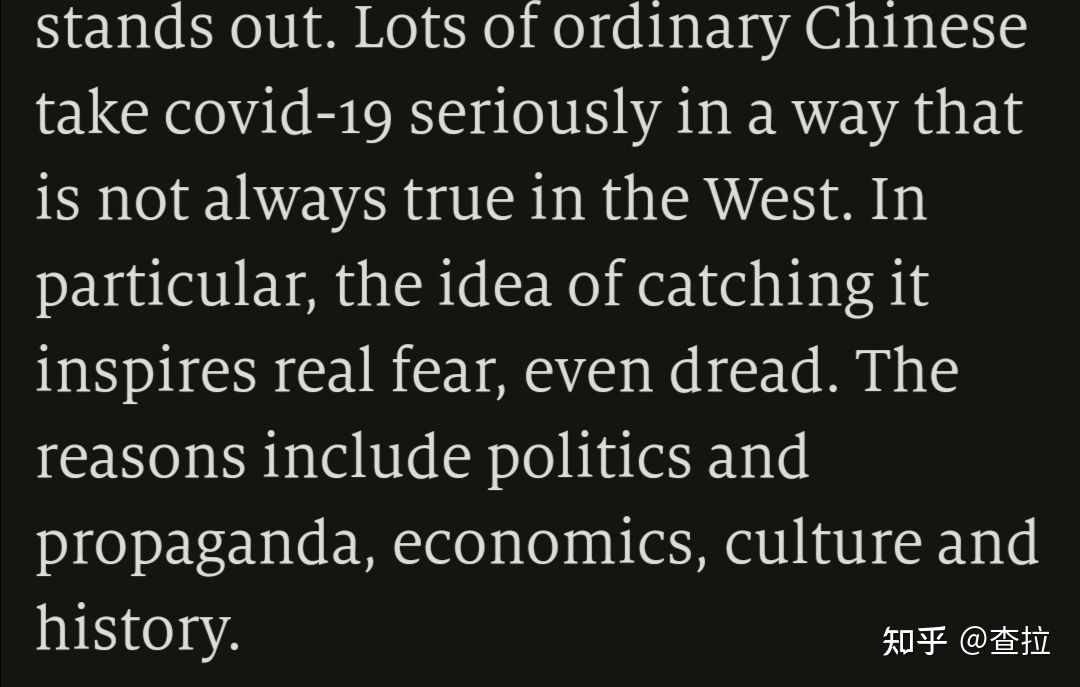 stands out. Lots of ordinary Chinese
take covid-19 seriously in a way that
is not always true in the West. In
particular, the idea of catching it
inspires real fear, even dread. The
reasons include politics and
propaganda, economics, culture and
history.
知乎 @查拉